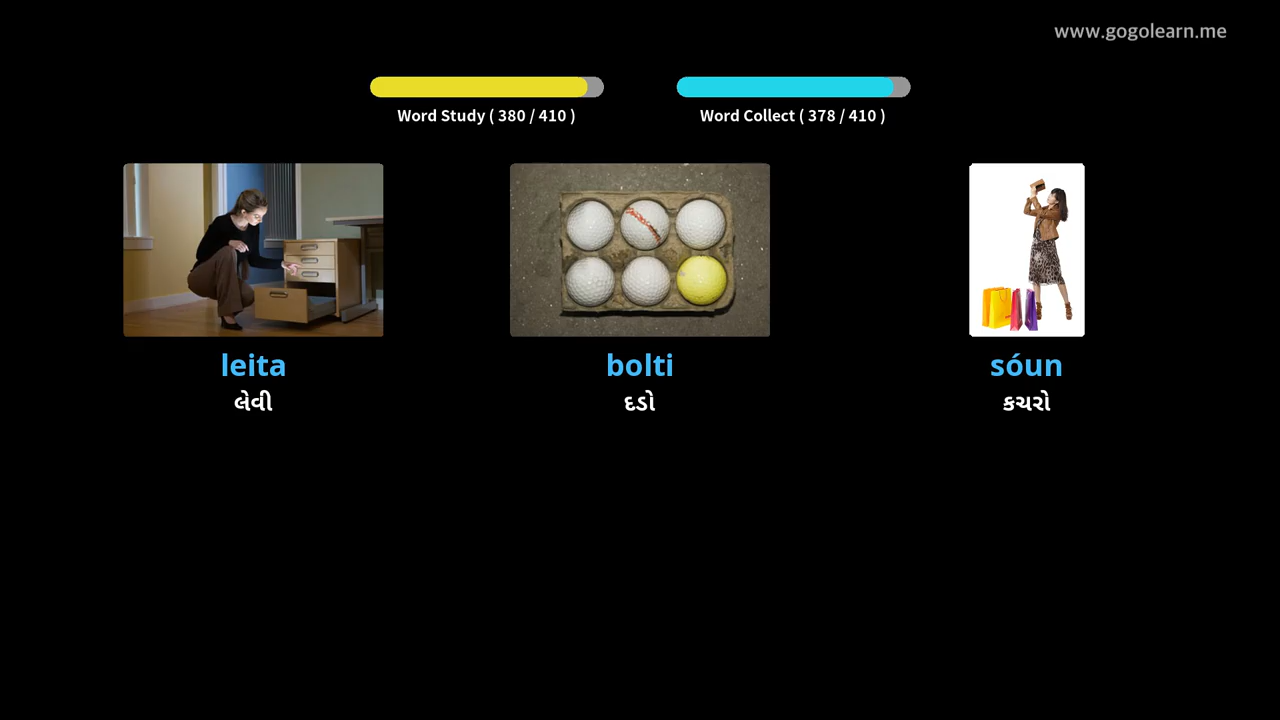 www.gogolearn.me
Word Study ( 380 / 410 )
Word Collect ( 378 / 410 )
leita
bolti
sóun
લેવી
દડો
કચરો